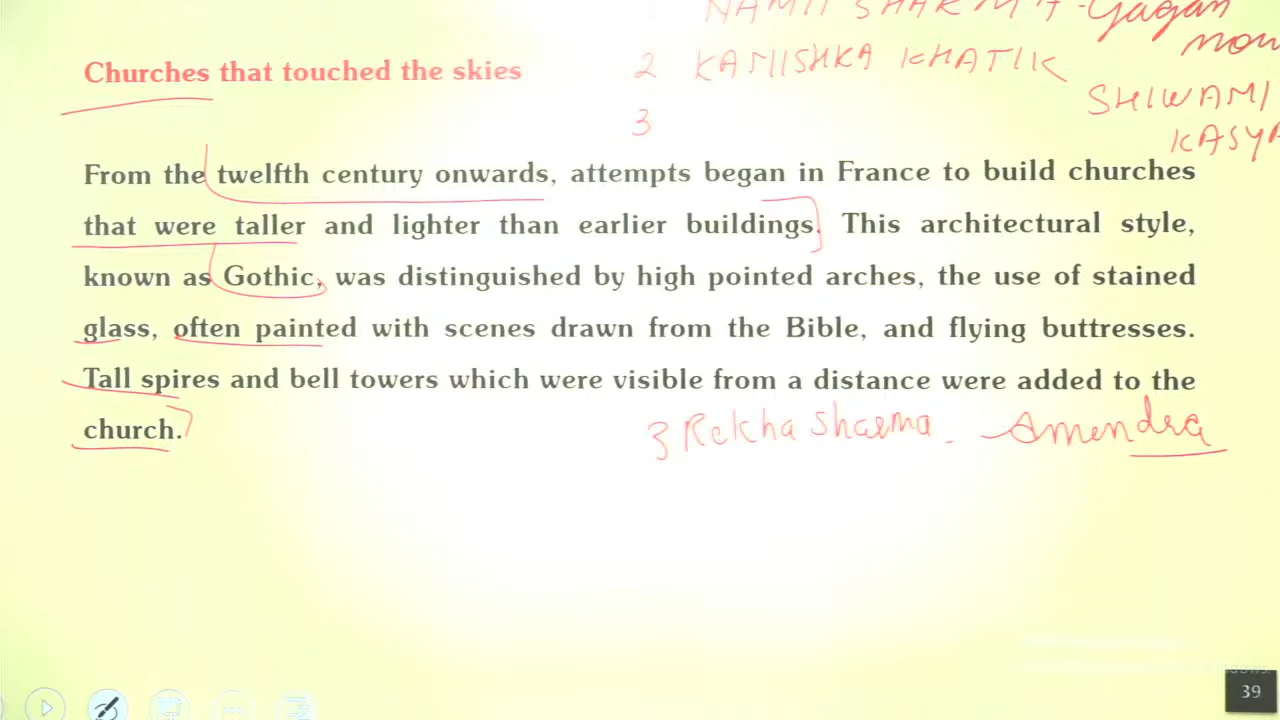 SHARMA - Gagan
Churches that touched the skies
2 KANISHKA KHATIK
SHIWAMI
3
From the twelfth century onwards, attempts began in France to build churches
that were taller and lighter than earlier buildings. This architectural style,
known as Gothic, was distinguished by high pointed arches, the use of stained
glass, often painted with scenes drawn from the Bible, and flying buttresses.
Tall spires and bell towers which were visible from a distance were added to the
church.
3 Rekha Sharma. Amendra
39